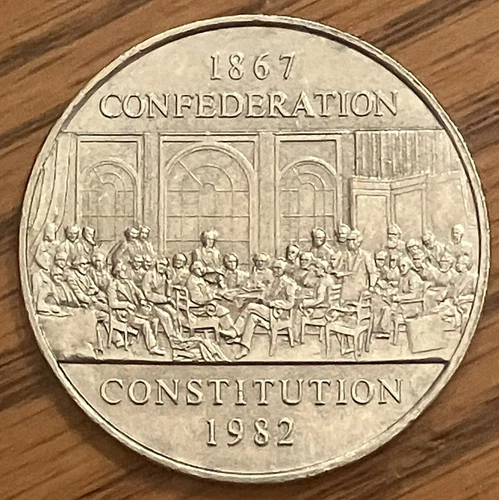 1867
CONFEDERATION
CONSTITUTION
1982